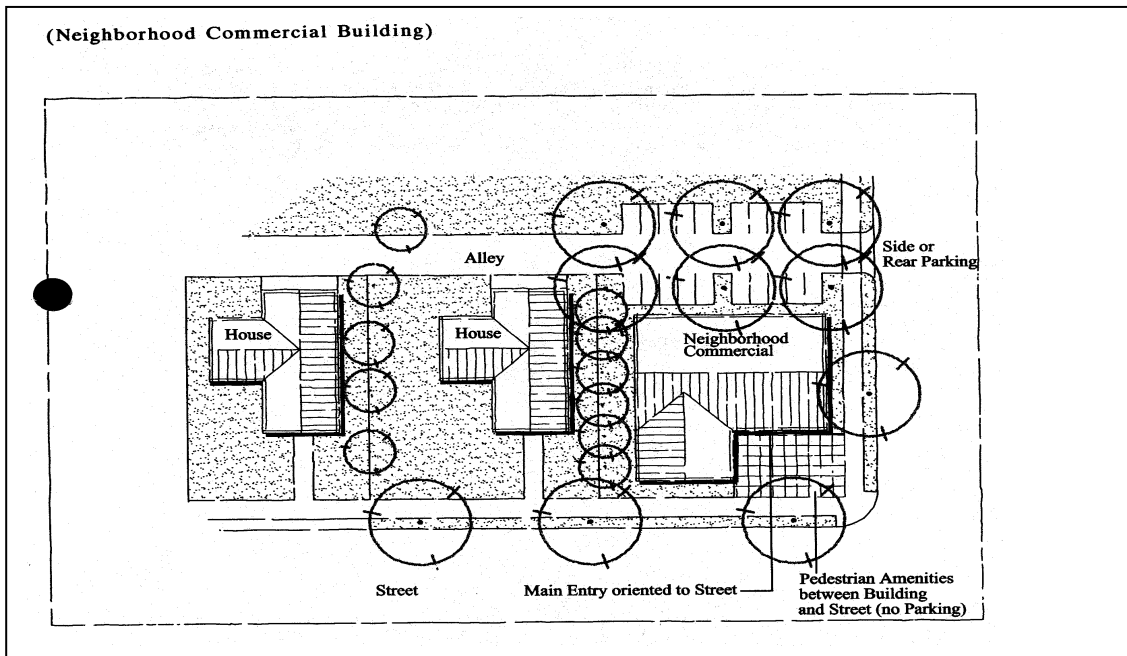 (Neighborhood Commercial Building)
Alley
Side or
Rear Parking
House
House
Neighborhood
Commercial
Street
Main Entry oriented to Street
Pedestrian Amenities
between Building
and Street (no Parking)